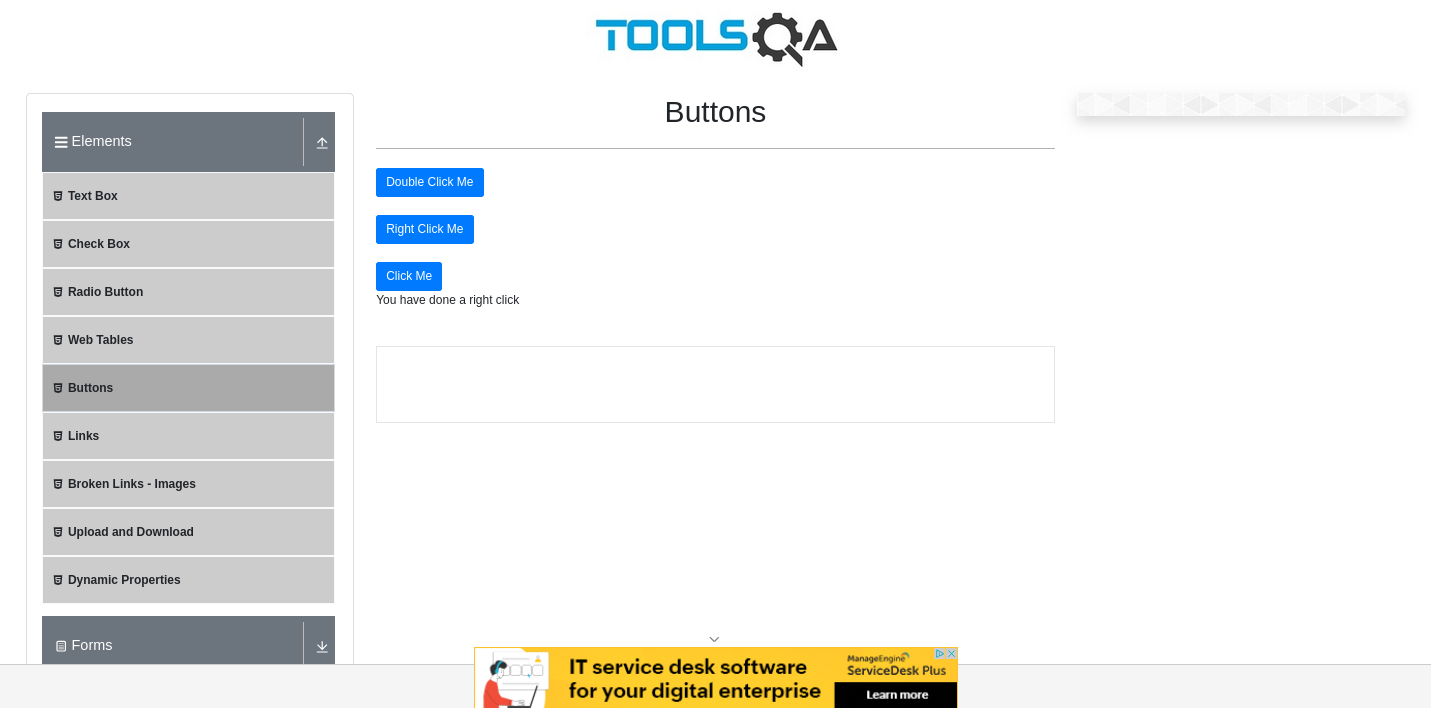 TOOLSQA
Elements
Text Box
Check Box
Radio Button
Web Tables
Buttons
Links
Broken Links - Images
Upload and Download
Dynamic Properties
Forms
Buttons
Double Click Me
Right Click Me
Click Me
You have done a right click
IT service desk software
for your digital enterprise
ManageEngine
ServiceDesk Plus
Learn more